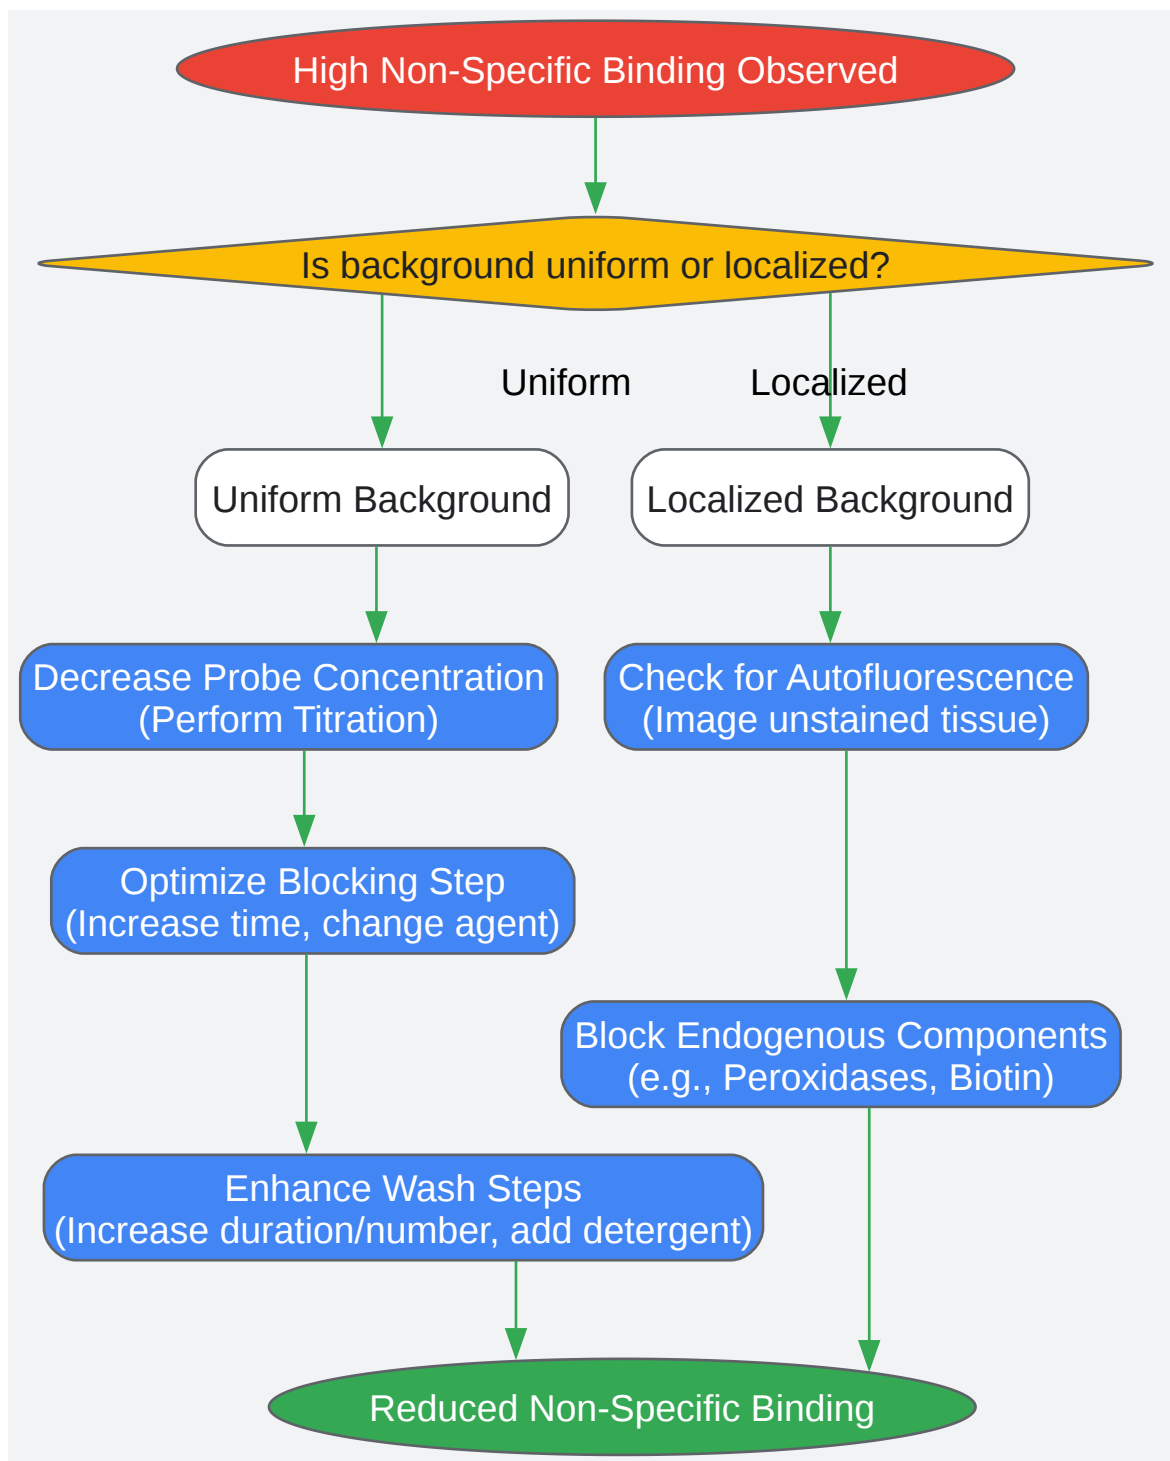 High Non-Specific Binding Observed
Is background uniform or localized?
Uniform
Localized
Uniform Background
Localized Background
Decrease Probe Concentration
(Perform Titration)
Check for Autofluorescence
(Image unstained tissue)
Optimize Blocking Step
(Increase time, change agent)
Block Endogenous Components
(e.g., Peroxidases, Biotin)
Enhance Wash Steps
(Increase duration/number, add detergent)
Reduced Non-Specific Binding